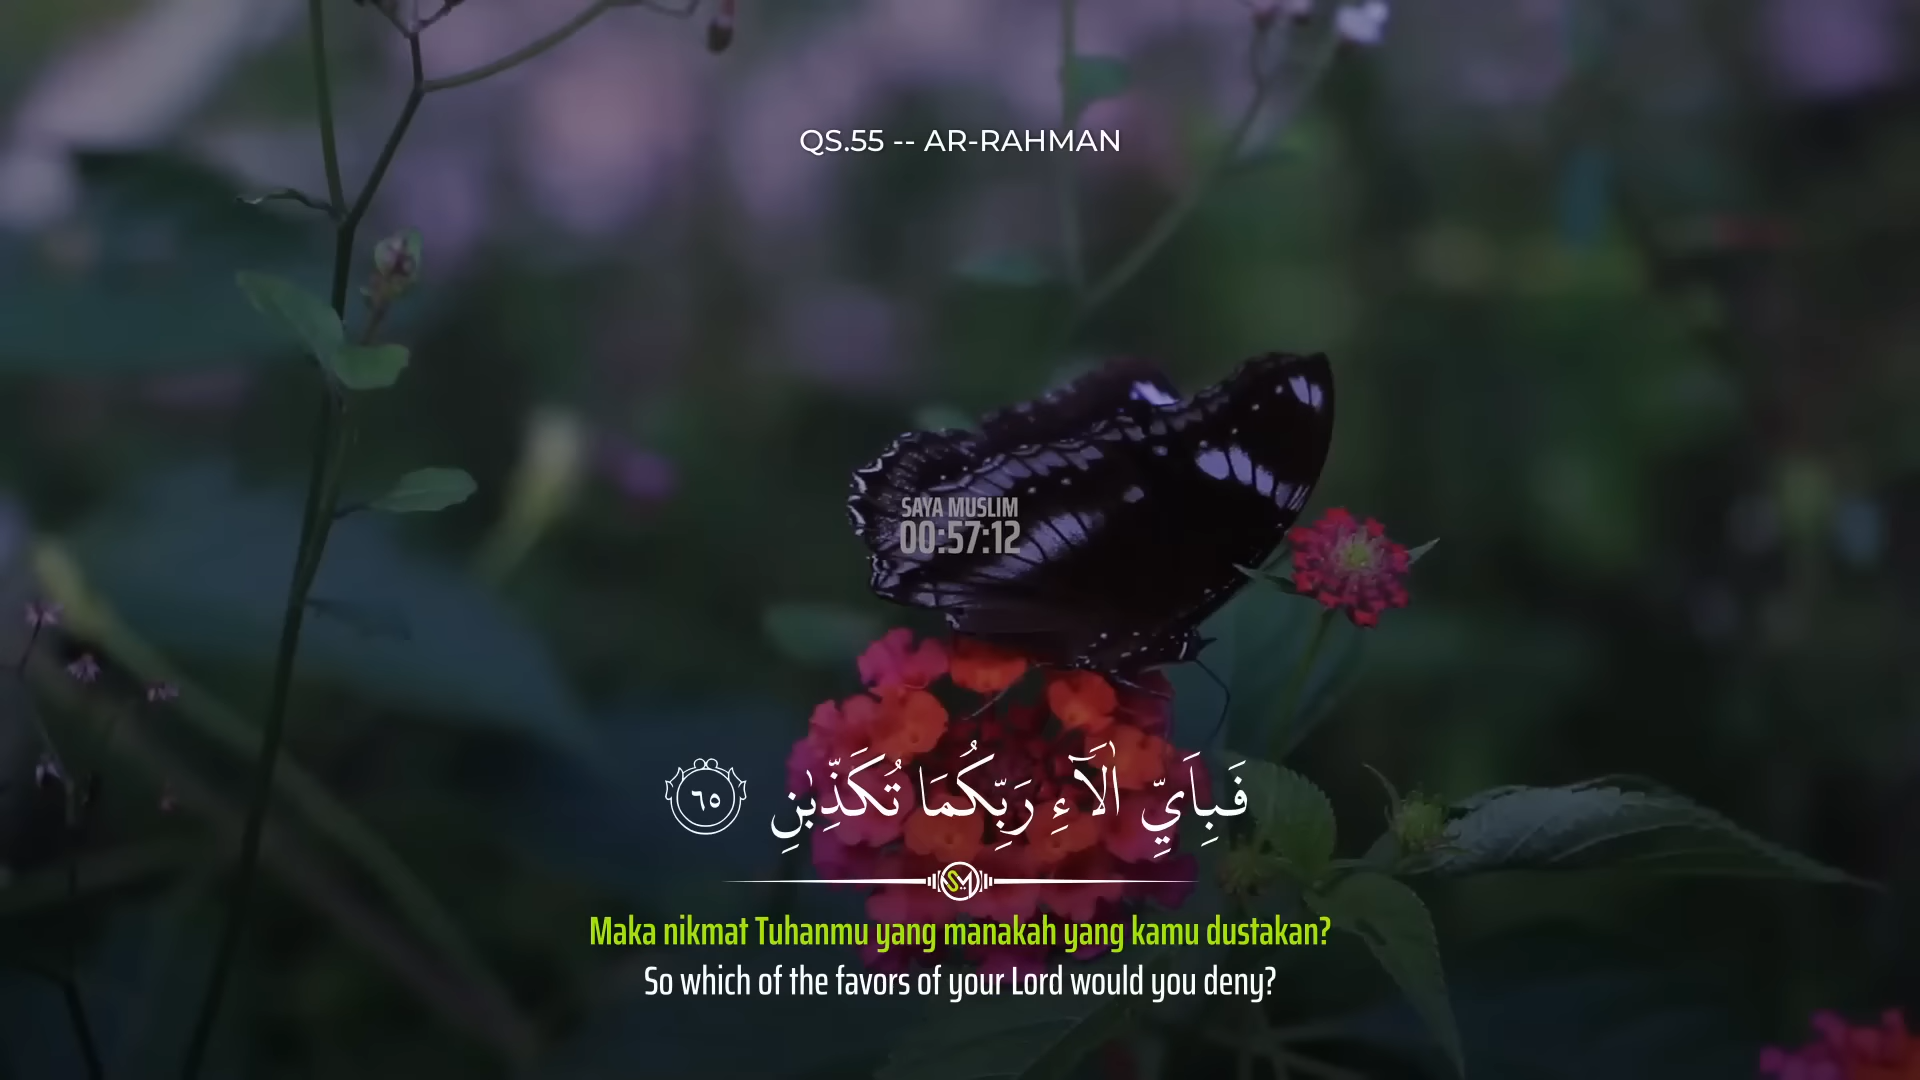 QS.55 -- AR-RAHMAN
SAYA MUSLIM
00:57:12
فَبِاَيِّ اٰلَاۤءِ رَبِّكُمَا تُكَذِّبٰنِ ٦٥
SM
Maka nikmat Tuhanmu yang manakah yang kamu dustakan?
So which of the favors of your Lord would you deny?